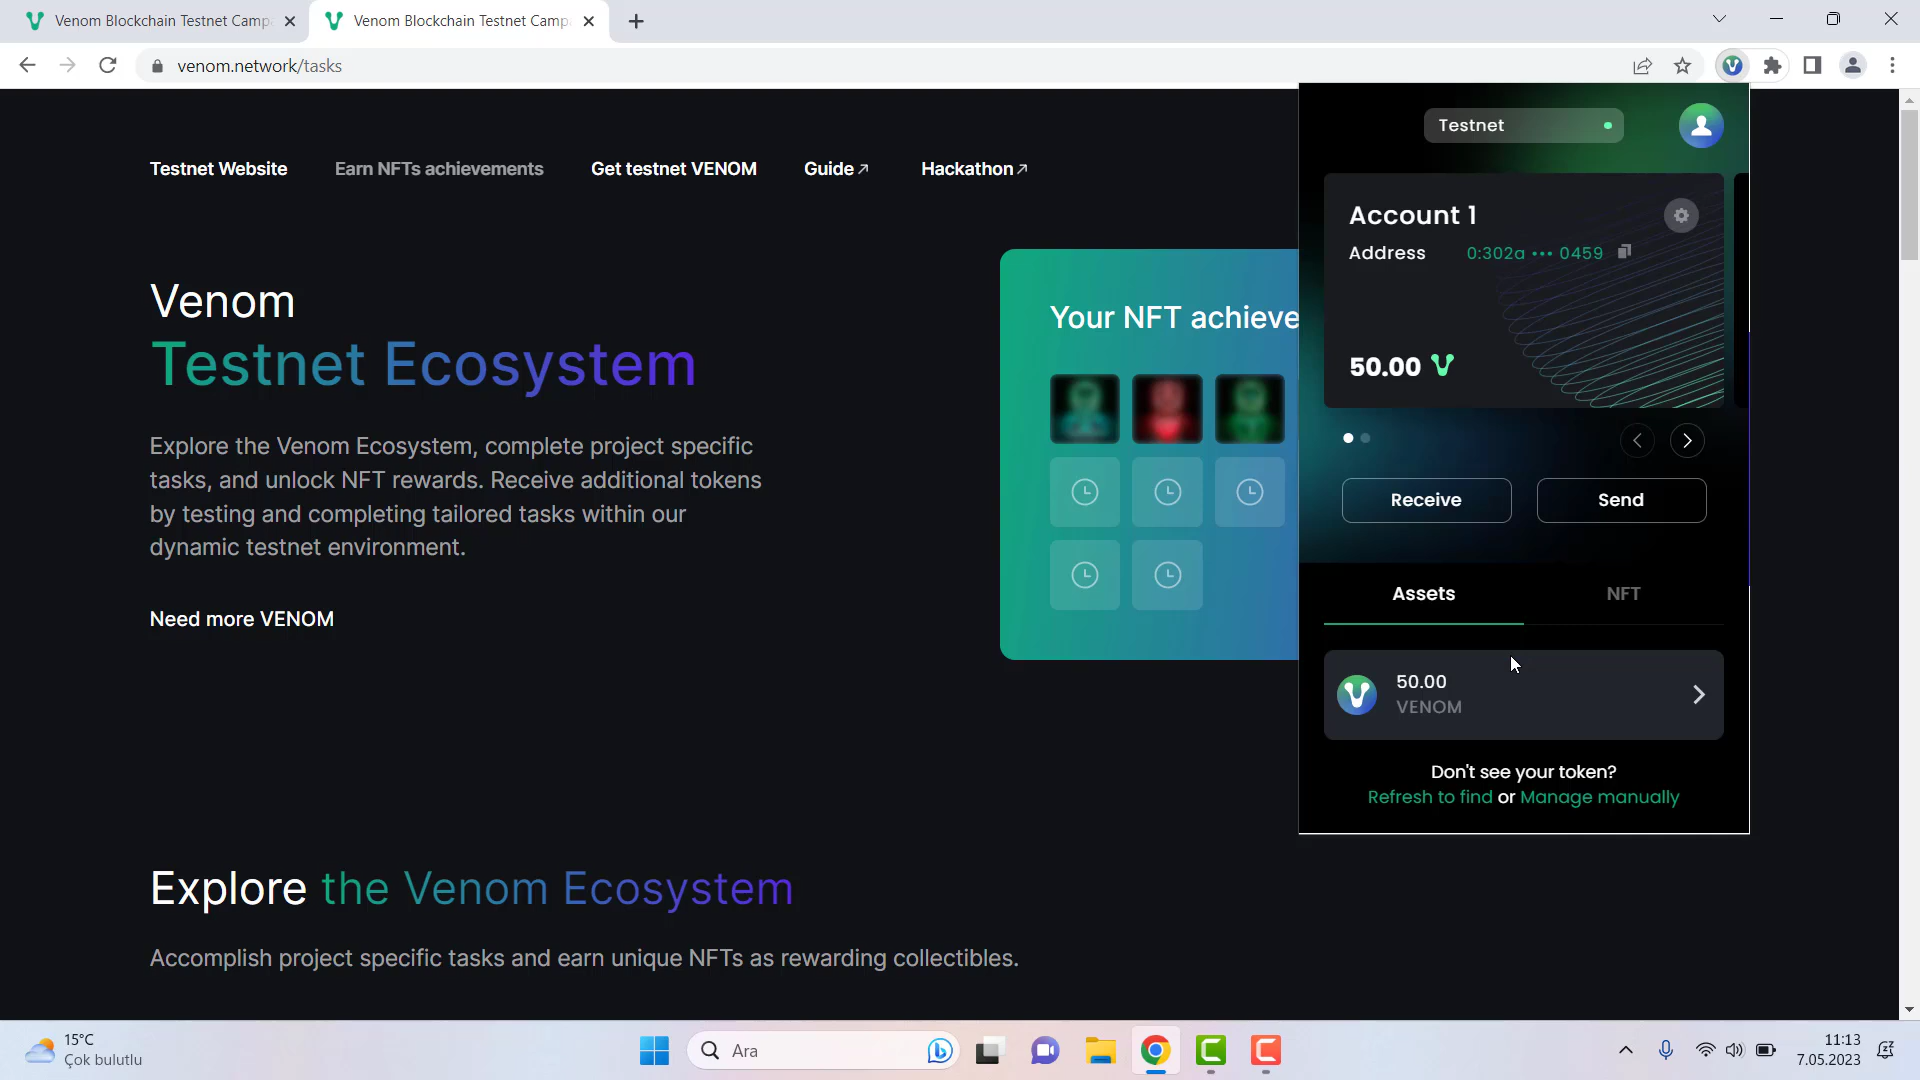 Venom Blockchain Testnet Camp
Venom Blockchain Testnet Camp
venom.network/tasks
Testnet Website
Earn NFTs achievements
Get testnet VENOM
Guide↗
Hackathon↗
Venom
Testnet Ecosystem
Explore the Venom Ecosystem, complete project specific
tasks, and unlock NFT rewards. Receive additional tokens
by testing and completing tailored tasks within our
dynamic testnet environment.
Need more VENOM
Your NFT achieve
Testnet
Account 1
Address 0:302a ••• 0459
50.00
Receive
Send
Assets
NFT
50.00
VENOM
Don't see your token?
Refresh to find or Manage manually
Explore the Venom Ecosystem
Accomplish project specific tasks and earn unique NFTs as rewarding collectibles.
15°C
Çok bulutlu
Ara
11:13
7.05.2023